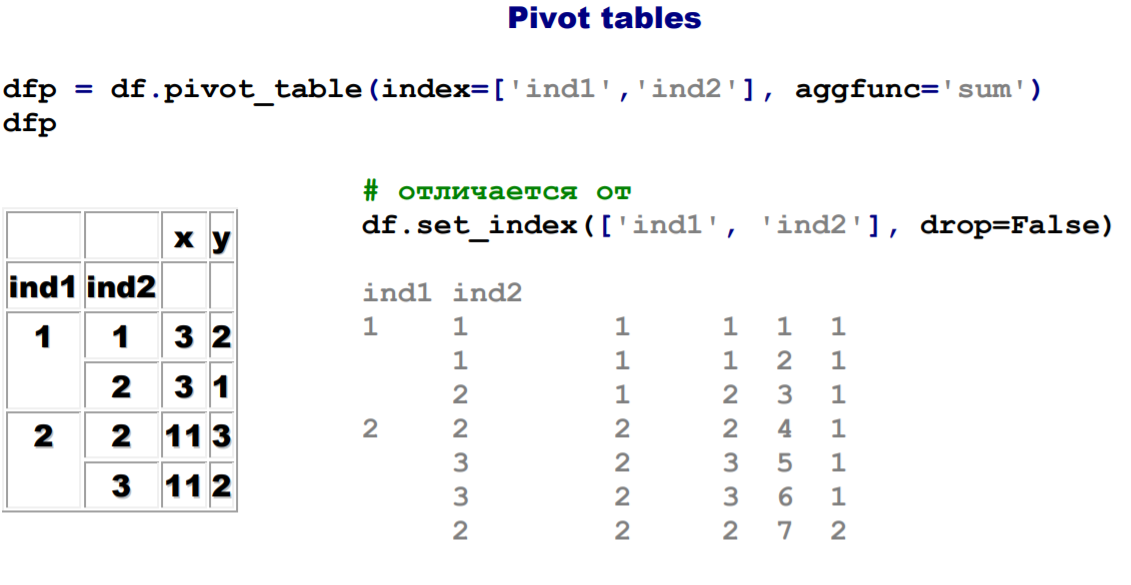 Pivot tables
dfp = df.pivot_table(index=['ind1','ind2'], aggfunc='sum')
dfp
x y
ind1 ind2
1 1 3 2
2 3 1
2 2 11 3
3 11 2
# отличается от
df.set_index(['ind1', 'ind2'], drop=False)
ind1 ind2
1 1 1 1 1 1
1 1 1 2 1
2 1 2 3 1
2 2 2 2 4 1
3 2 3 5 1
3 2 3 6 1
2 2 2 7 2